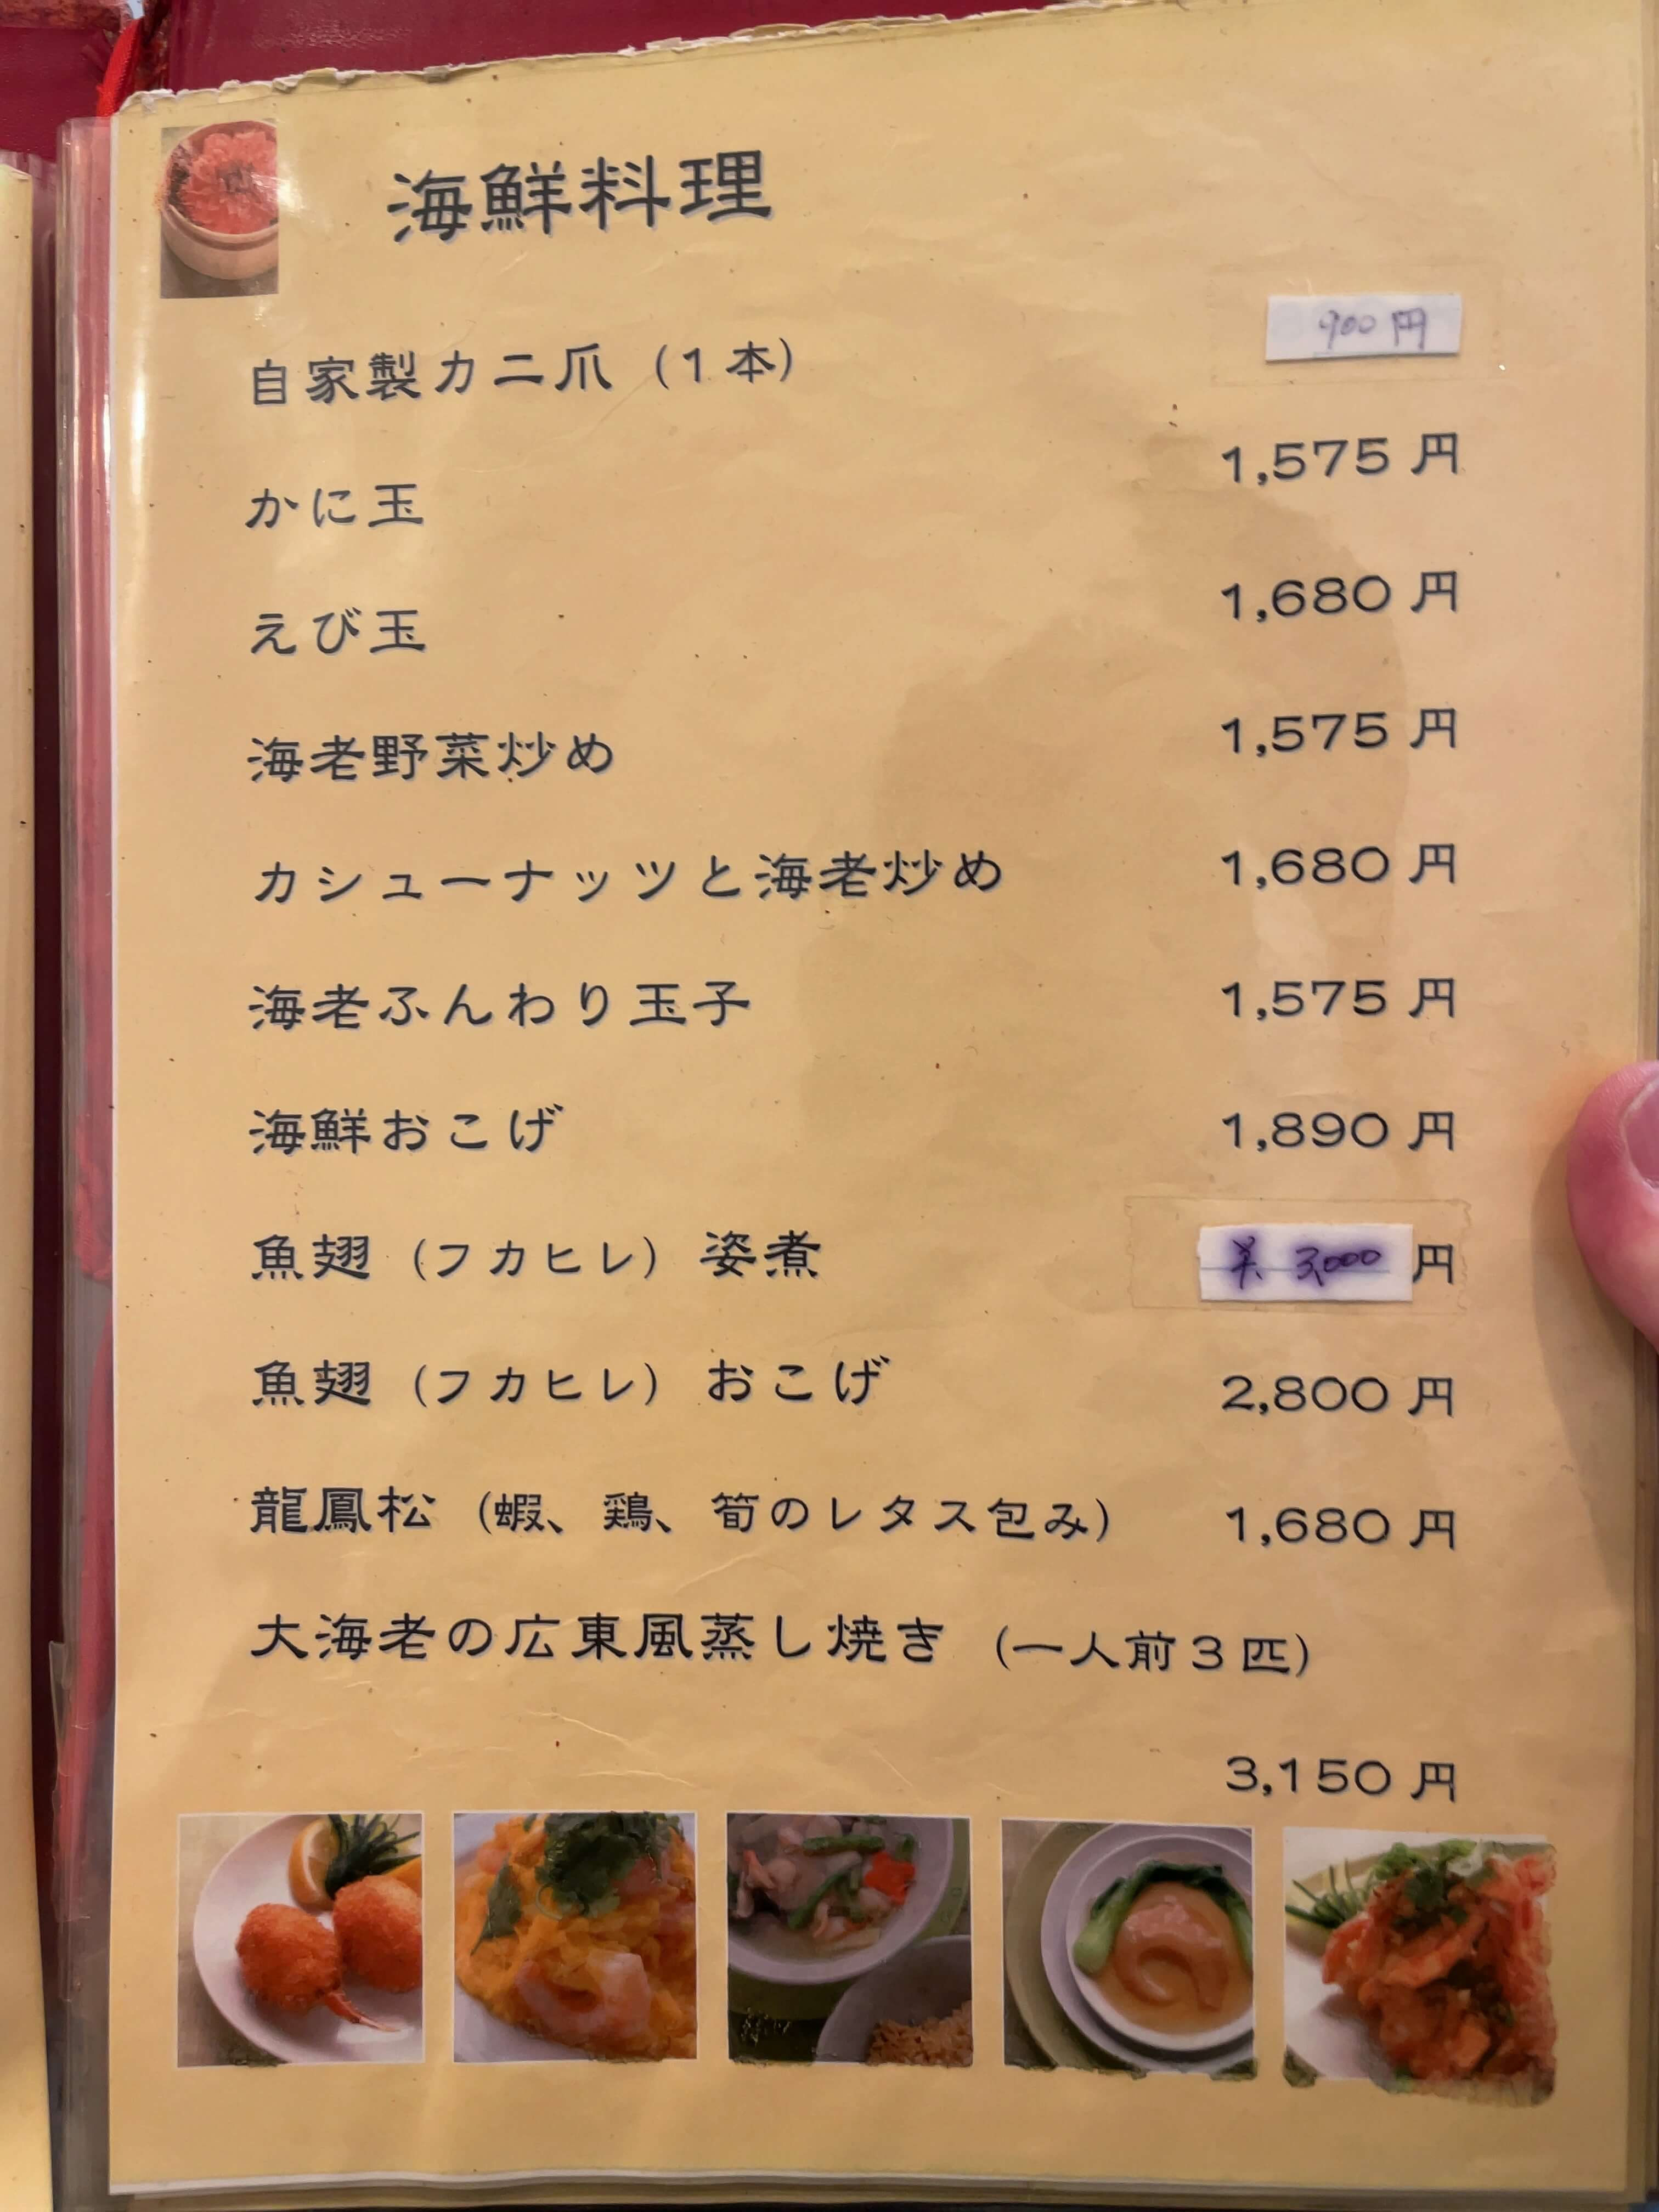 海鮮料理
自家製カニ爪（1本） 900円
かに玉 1,575 円
えび玉 1,680 円
海老野菜炒め 1,575 円
カシューナッツと海老炒め 1,680 円
海老ふんわり玉子 1,575 円
海鮮おこげ 1,890 円
魚翅（フカヒレ）姿煮 ¥ 3,000 円
魚翅（フカヒレ）おこげ 2,800 円
龍鳳松（蝦、鶏、筍のレタス包み） 1,680 円
大海老の広東風蒸し焼き（一人前3匹）
3,150 円